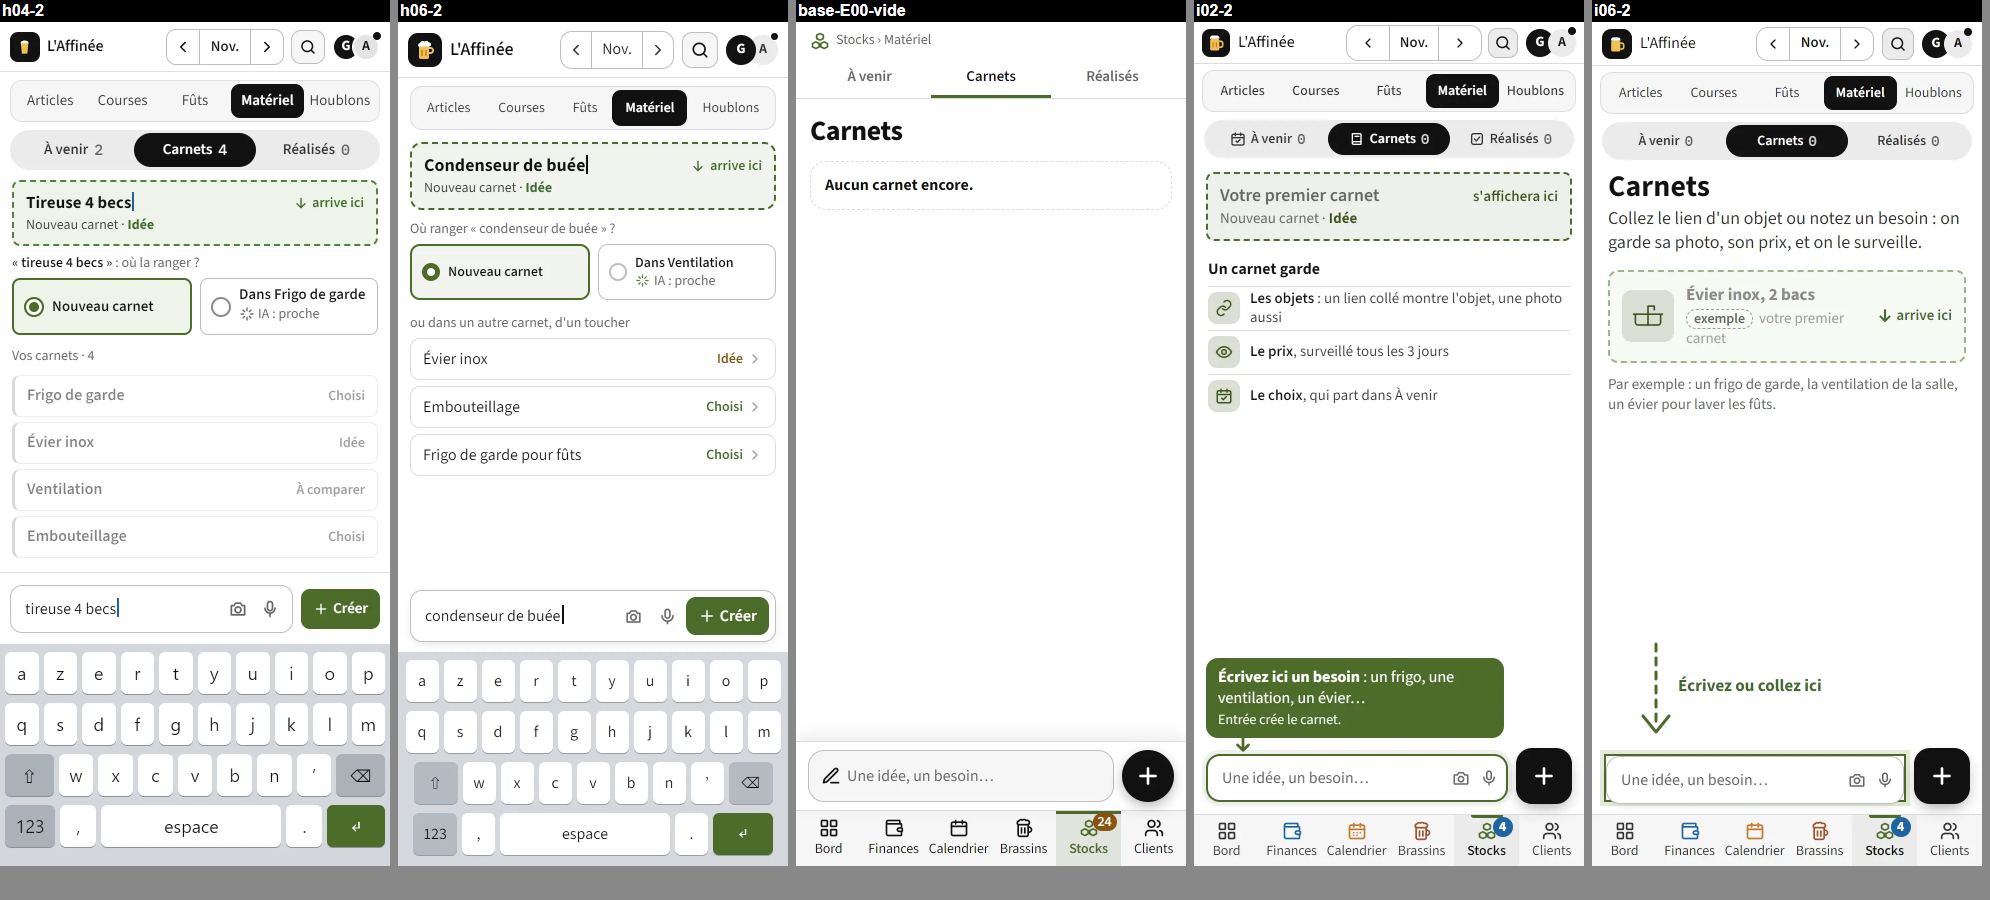 h04-2
L'Affinée
Nov.
G
A
Articles
Courses
Fûts
Matériel
Houblons
À venir 2
Carnets 4
Réalisés 0
Tireuse 4 becs
↓ arrive ici
Nouveau carnet · Idée
« tireuse 4 becs » : où la ranger ?
Nouveau carnet
Dans Frigo de garde
IA : proche
Vos carnets · 4
Frigo de garde
Choisi
Évier inox
Idée
Ventilation
À comparer
Embouteillage
Choisi
tireuse 4 becs
+ Créer
a z e r t y u i o p
q s d f g h j k l m
⇧ w x c v b n ' ⌫
123 , espace . ↵
h06-2
L'Affinée
Nov.
G
A
Articles
Courses
Fûts
Matériel
Houblons
Condenseur de buée
↓ arrive ici
Nouveau carnet · Idée
Où ranger « condenseur de buée » ?
Nouveau carnet
Dans Ventilation
IA : proche
ou dans un autre carnet, d'un toucher
Évier inox
Idée
Embouteillage
Choisi
Frigo de garde pour fûts
Choisi
condenseur de buée
+ Créer
a z e r t y u i o p
q s d f g h j k l m
⇧ w x c v b n ' ⌫
123 , espace . ↵
base-E00-vide
Stocks › Matériel
À venir
Carnets
Réalisés
Carnets
Aucun carnet encore.
Une idée, un besoin…
+
24
Bord
Finances
Calendrier
Brassins
Stocks
Clients
i02-2
L'Affinée
Nov.
G
A
Articles
Courses
Fûts
Matériel
Houblons
À venir 0
Carnets 0
Réalisés 0
Votre premier carnet
s'affichera ici
Nouveau carnet · Idée
Un carnet garde
Les objets : un lien collé montre l'objet, une photo
aussi
Le prix, surveillé tous les 3 jours
Le choix, qui part dans À venir
Écrivez ici un besoin : un frigo, une
ventilation, un évier…
Entrée crée le carnet.
Une idée, un besoin…
+
4
Bord
Finances
Calendrier
Brassins
Stocks
Clients
i06-2
L'Affinée
Nov.
G
A
Articles
Courses
Fûts
Matériel
Houblons
À venir 0
Carnets 0
Réalisés 0
Carnets
Collez le lien d'un objet ou notez un besoin : on
garde sa photo, son prix, et on le surveille.
Évier inox, 2 bacs
exemple votre premier
carnet
↓ arrive ici
Par exemple : un frigo de garde, la ventilation de la salle,
un évier pour laver les fûts.
Écrivez ou collez ici
Une idée, un besoin…
+
4
Bord
Finances
Calendrier
Brassins
Stocks
Clients